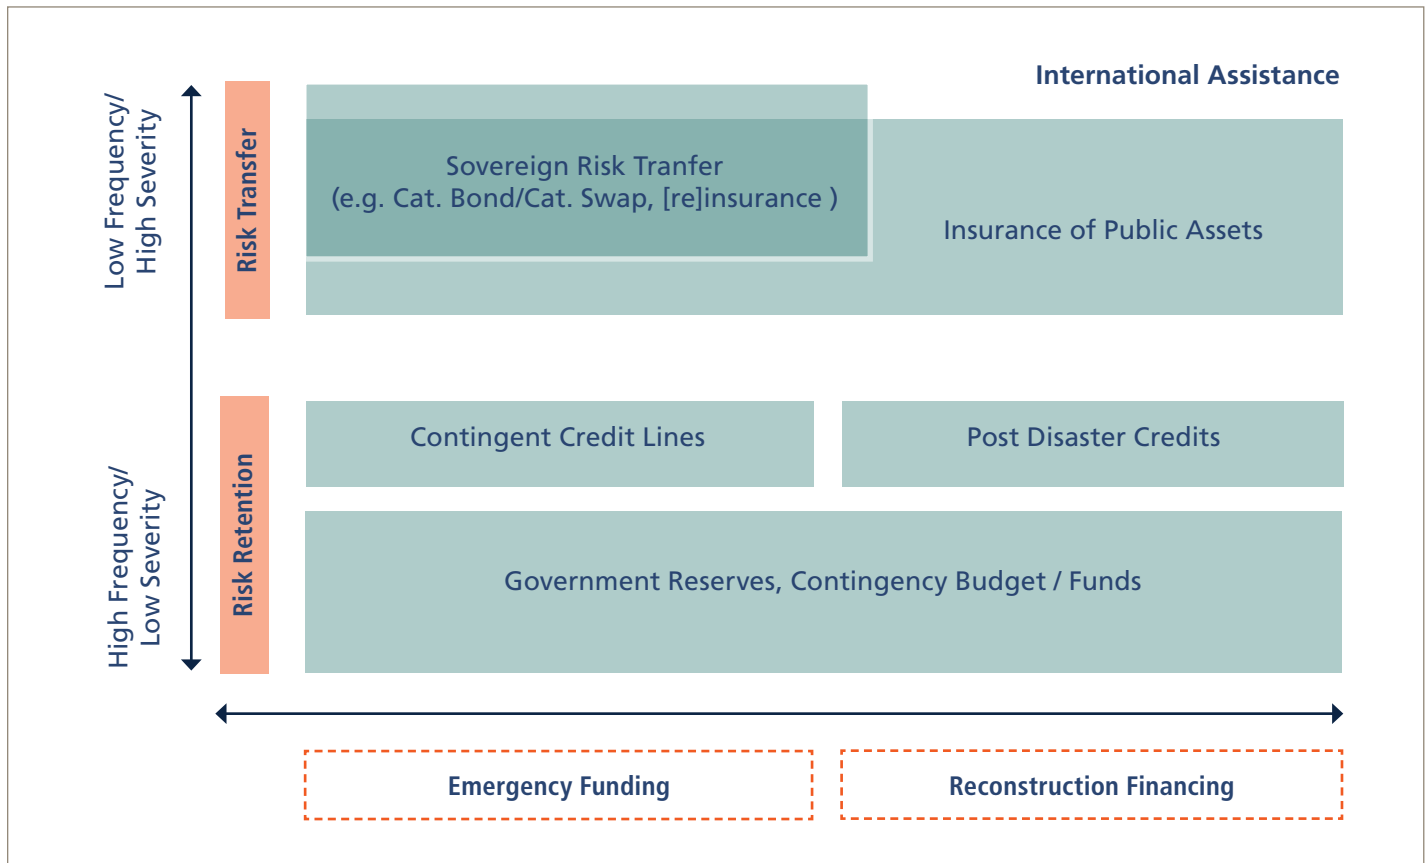 International Assistance
Low Frequency/
High Severity
Risk Transfer
Sovereign Risk Tranfer
(e.g. Cat. Bond/Cat. Swap, [re]insurance )
Insurance of Public Assets
High Frequency/
Low Severity
Risk Retention
Contingent Credit Lines
Post Disaster Credits
Government Reserves, Contingency Budget / Funds
Emergency Funding
Reconstruction Financing